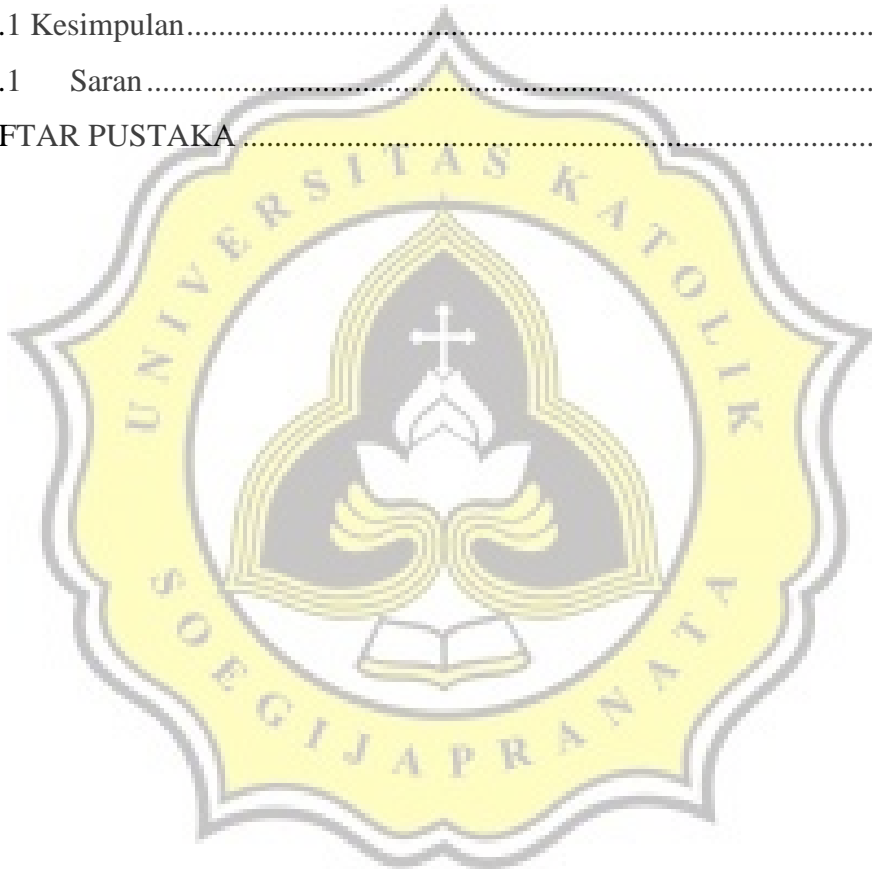 .1 Kesimpulan
.1 Saran
FTAR PUSTAKA
UNIVERSITAS KATOLIK
SOEGIJAPRANATA